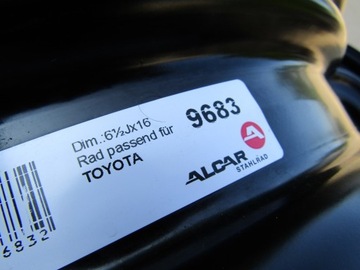 Dim.:6½Jx16
9683
Rad passend für
TOYOTA
ALCAR
STAHLRAD
6832